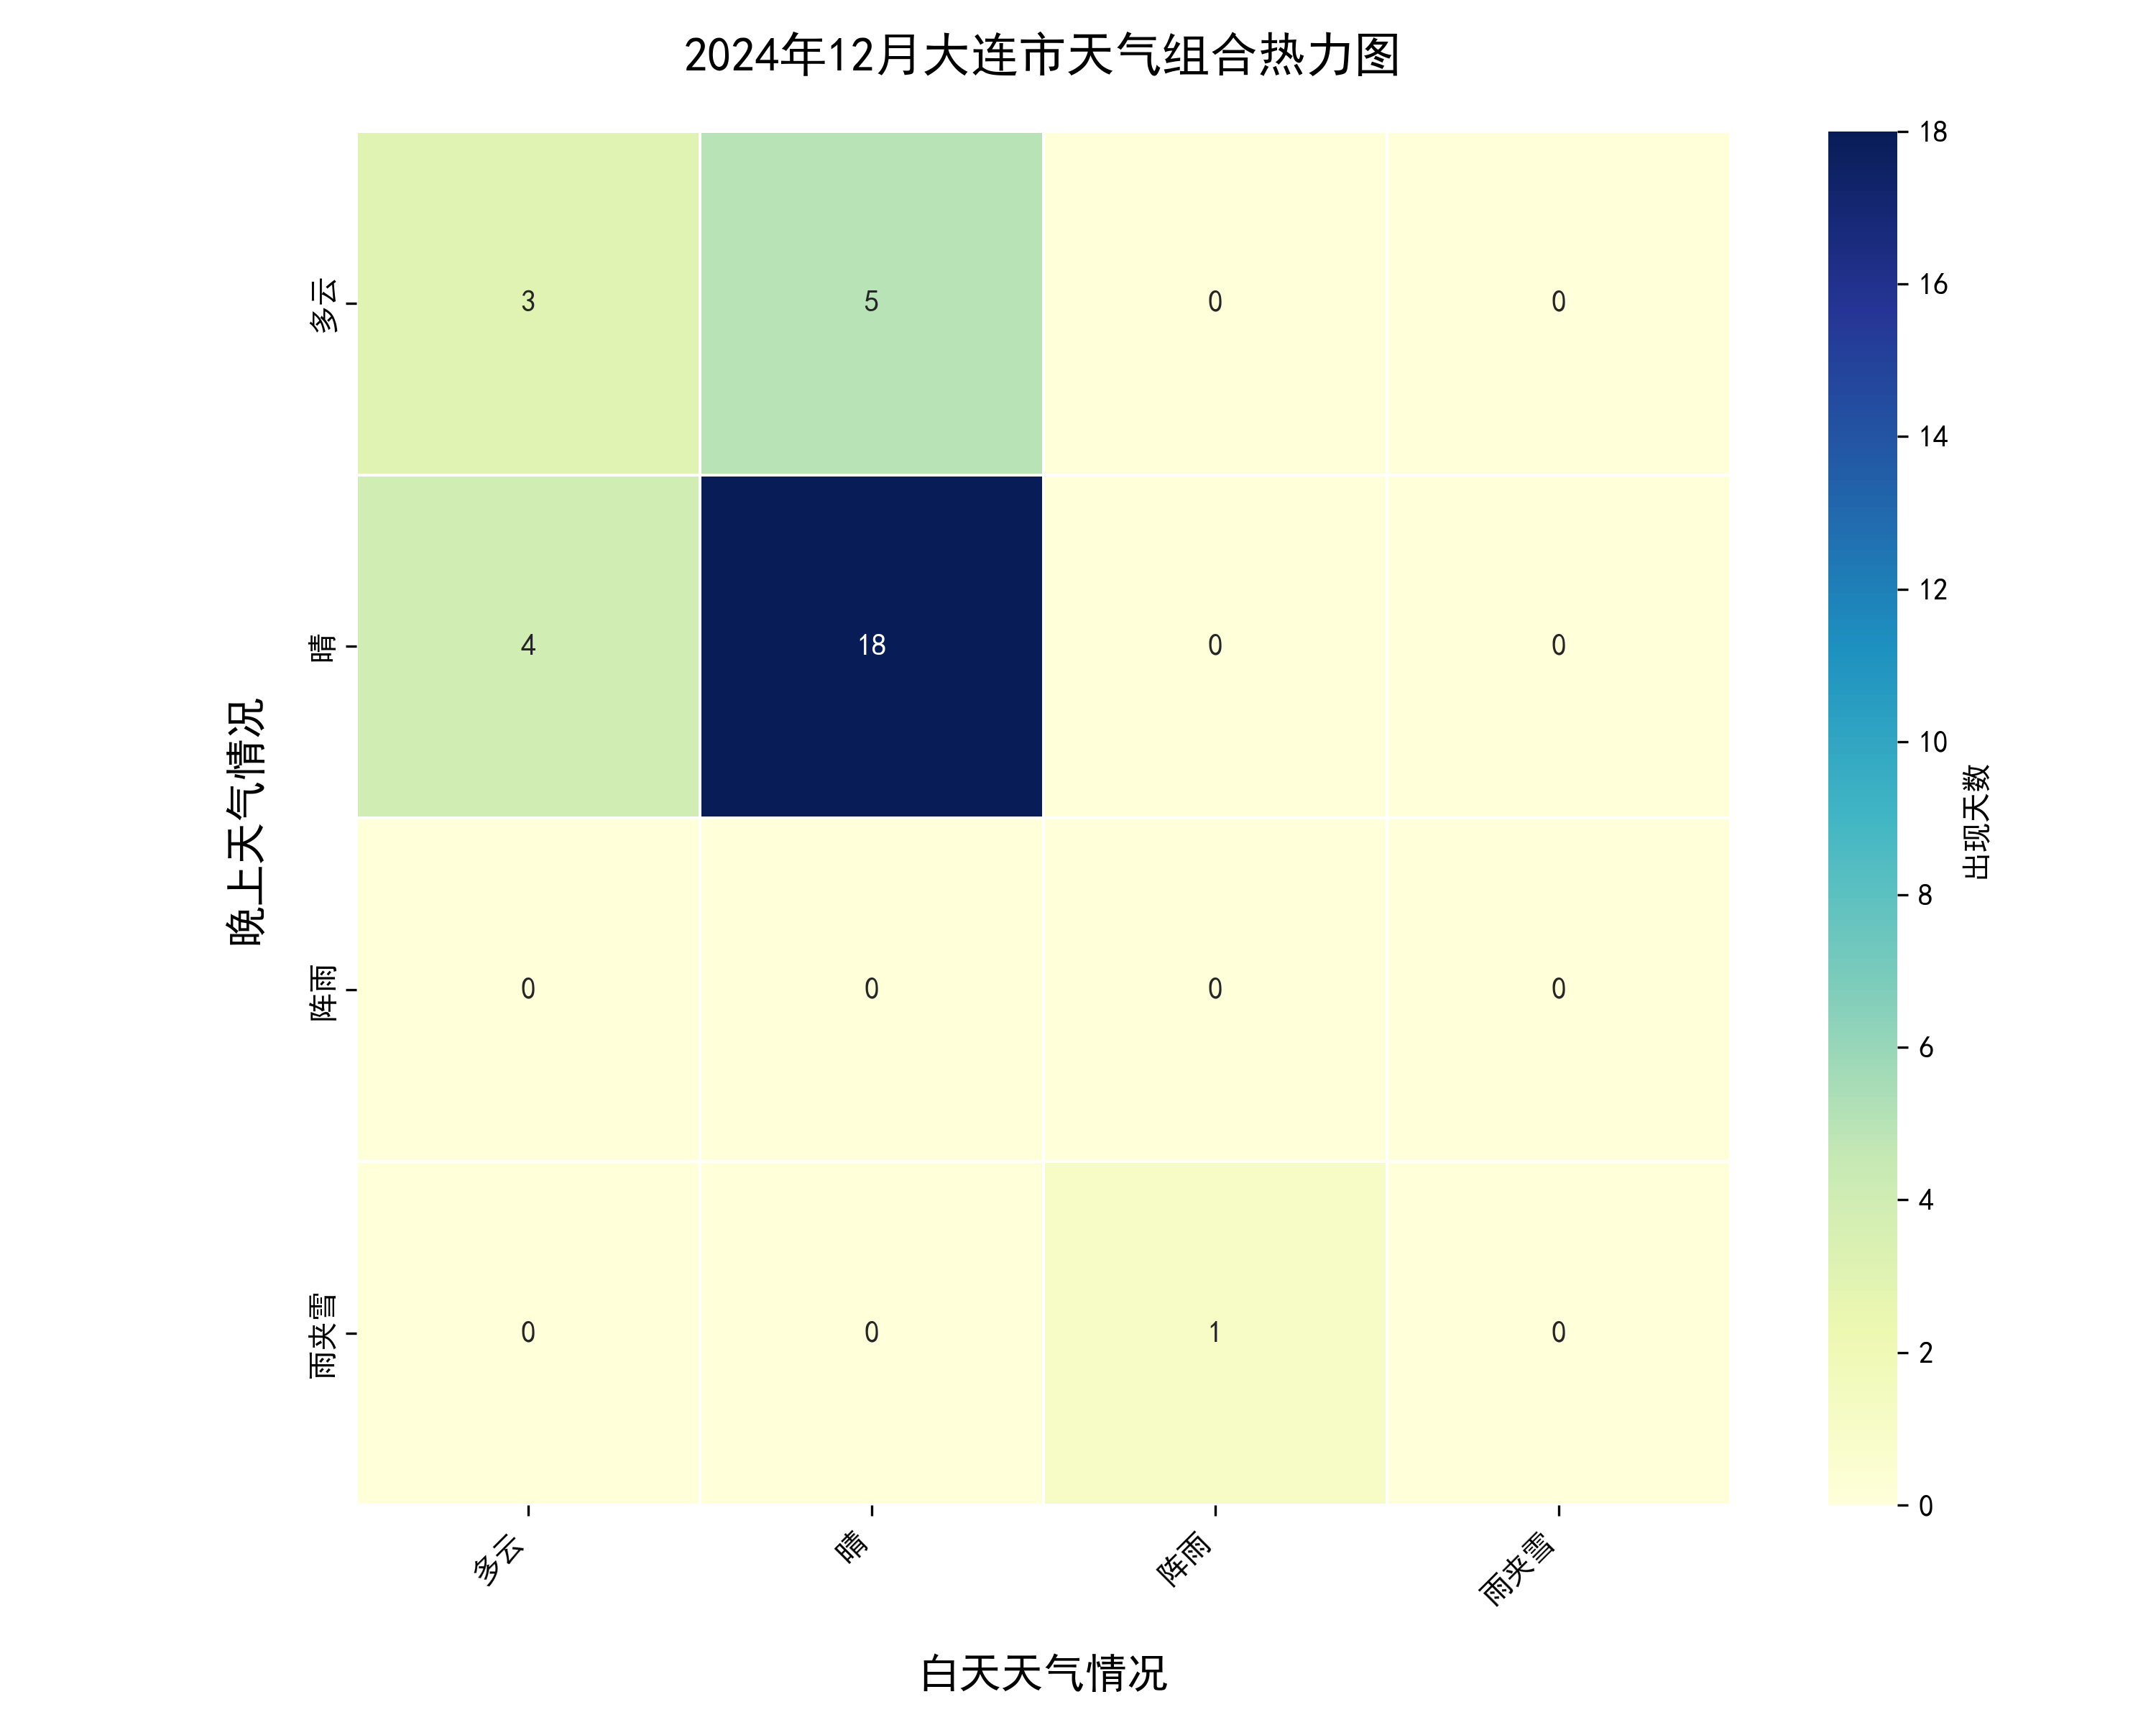 2024年12月大连市天气组合热力图
晚上天气情况
多云
3 5 0 0
晴
4 18 0 0
阵雨
0 0 0 0
雨夹雪
0 0 1 0
多云 晴 阵雨 雨夹雪
白天天气情况
18
16
14
12
10
8
6
4
2
0
出现天数